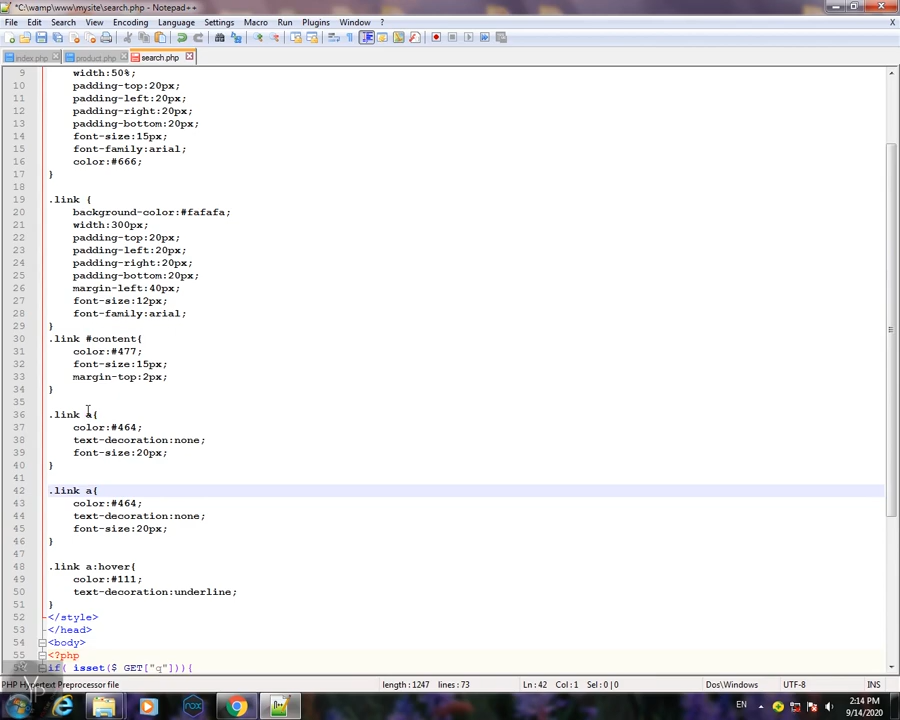 *C:\wamp\www\mysite\search.php - Notepad++
File Edit Search View Encoding Language Settings Macro Run Plugins Window ? X
index.php product.php search.php
9 width:50%;
10 padding-top:20px;
11 padding-left:20px;
12 padding-right:20px;
13 padding-bottom:20px;
14 font-size:15px;
15 font-family:arial;
16 color:#666;
17 }
18
19 .link {
20 background-color:#fafafa;
21 width:300px;
22 padding-top:20px;
23 padding-left:20px;
24 padding-right:20px;
25 padding-bottom:20px;
26 margin-left:40px;
27 font-size:12px;
28 font-family:arial;
29 }
30 .link #content{
31 color:#477;
32 font-size:15px;
33 margin-top:2px;
34 }
35
36 .link a{
37 color:#464;
38 text-decoration:none;
39 font-size:20px;
40 }
41
42 .link a{
43 color:#464;
44 text-decoration:none;
45 font-size:20px;
46 }
47
48 .link a:hover{
49 color:#111;
50 text-decoration:underline;
51 }
52 </style>
53 </head>
54 <body>
55 <?php
if( isset($_GET["q"])){
PHP Hypertext Preprocessor file length:1247 lines:73 Ln:42 Col:1 Sel:0|0 Dos\Windows UTF-8 INS
nox EN 2:14 PM
9/14/2020